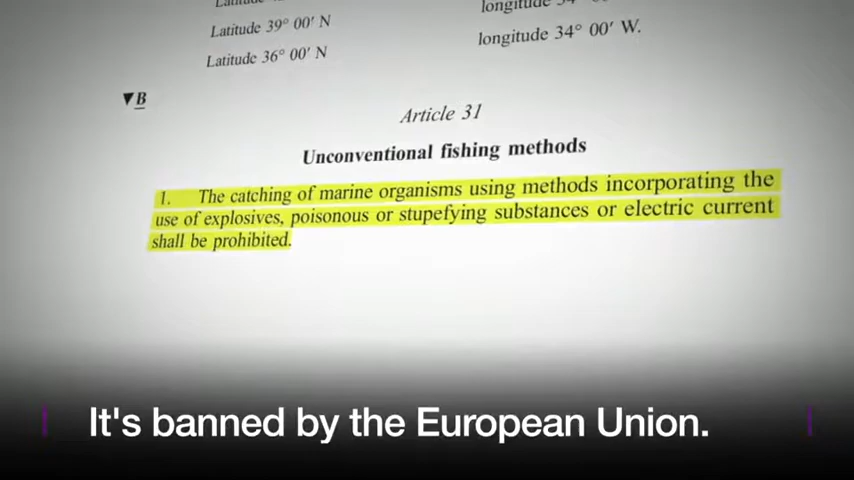 Latitude
longitude
Latitude 39° 00′ N
longitude 34° 00′ W.
Latitude 36° 00′ N
▼B
Article 31
Unconventional fishing methods
1. The catching of marine organisms using methods incorporating the
use of explosives, poisonous or stupefying substances or electric current
shall be prohibited.
It's banned by the European Union.